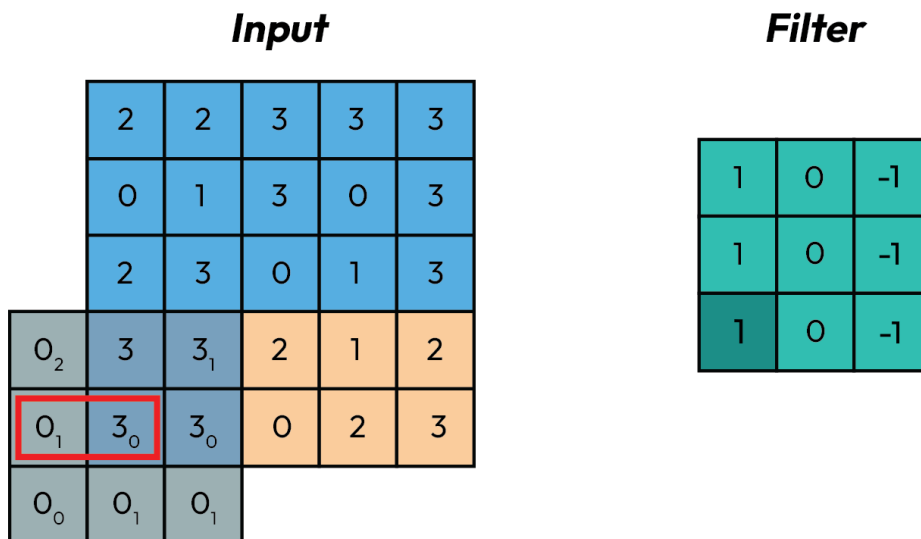 Input Filter
2 2 3 3 3
0 1 3 0 3 1 0 -1
2 3 0 1 3 1 0 -1
0₂ 3 3₁ 2 1 2 1 0 -1
0₁ 3₀ 3₀ 0 2 3
0₀ 0₁ 0₁